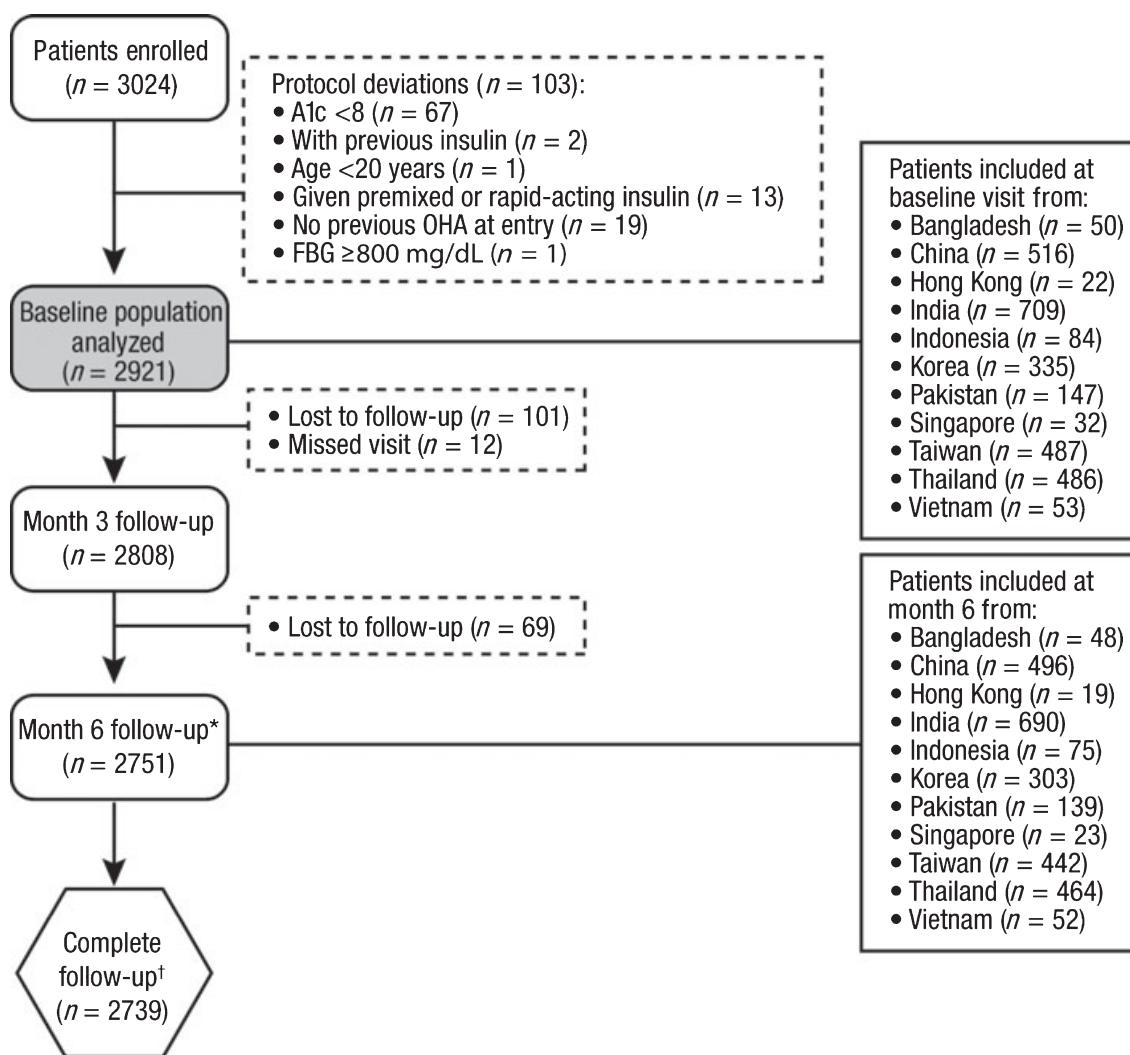 Patients enrolled
(n = 3024)
Protocol deviations (n = 103):
• A1c <8 (n = 67)
• With previous insulin (n = 2)
• Age <20 years (n = 1)
• Given premixed or rapid-acting insulin (n = 13)
• No previous OHA at entry (n = 19)
• FBG ≥800 mg/dL (n = 1)
Baseline population
analyzed
(n = 2921)
Patients included at
baseline visit from:
• Bangladesh (n = 50)
• China (n = 516)
• Hong Kong (n = 22)
• India (n = 709)
• Indonesia (n = 84)
• Korea (n = 335)
• Pakistan (n = 147)
• Singapore (n = 32)
• Taiwan (n = 487)
• Thailand (n = 486)
• Vietnam (n = 53)
• Lost to follow-up (n = 101)
• Missed visit (n = 12)
Month 3 follow-up
(n = 2808)
• Lost to follow-up (n = 69)
Month 6 follow-up*
(n = 2751)
Patients included at
month 6 from:
• Bangladesh (n = 48)
• China (n = 496)
• Hong Kong (n = 19)
• India (n = 690)
• Indonesia (n = 75)
• Korea (n = 303)
• Pakistan (n = 139)
• Singapore (n = 23)
• Taiwan (n = 442)
• Thailand (n = 464)
• Vietnam (n = 52)
Complete
follow-up†
(n = 2739)